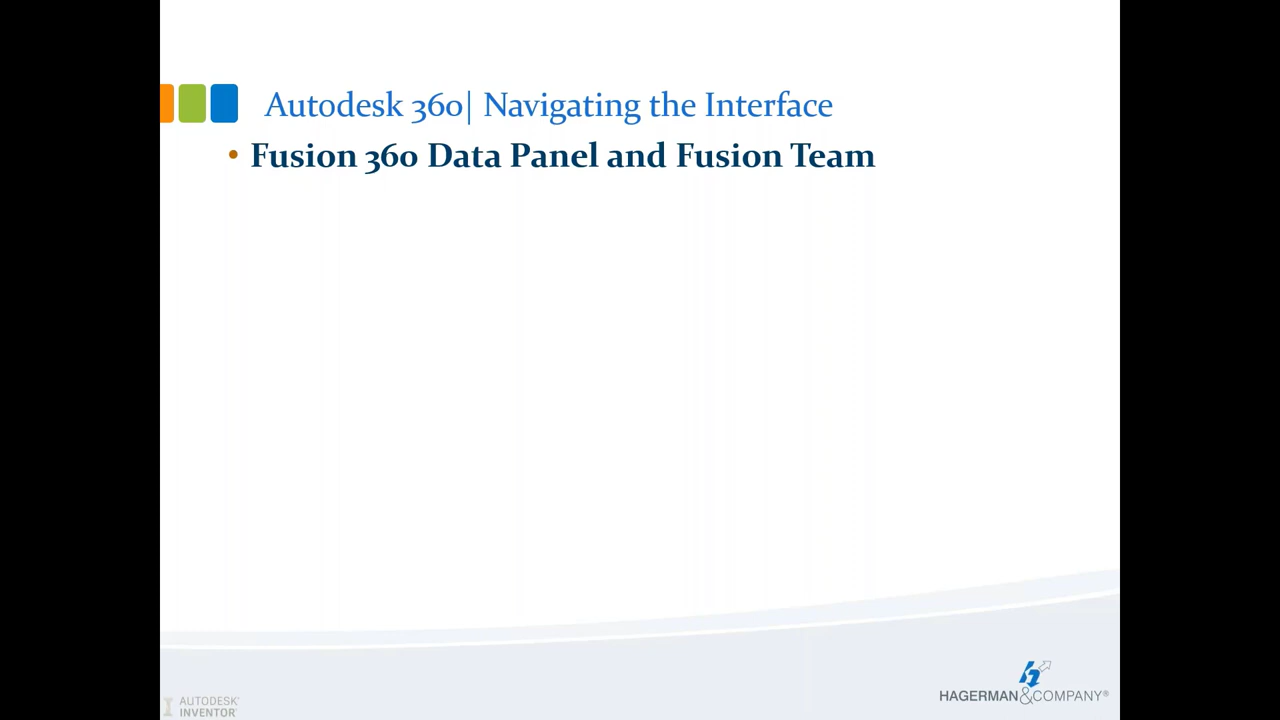 Autodesk 360| Navigating the Interface
• Fusion 360 Data Panel and Fusion Team
AUTODESK®
INVENTOR®
HAGERMAN&COMPANY®